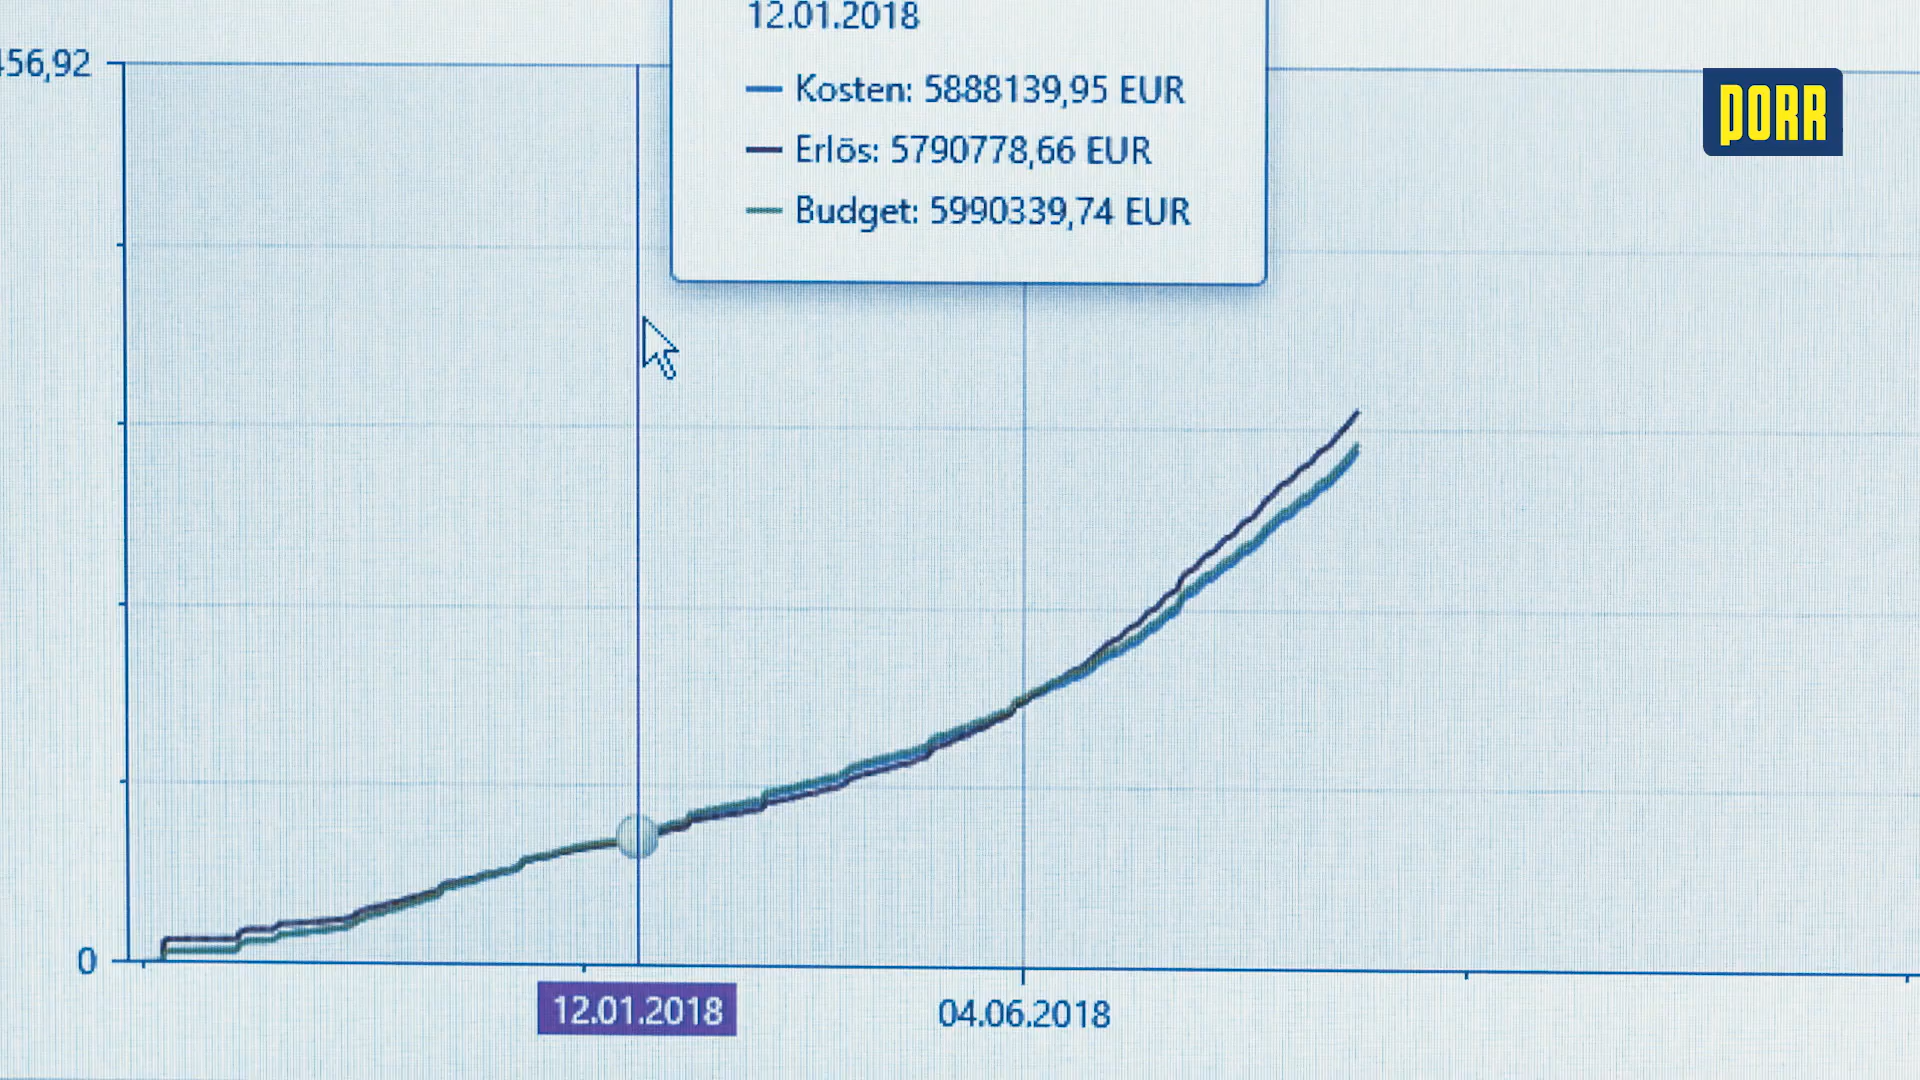 12.01.2018
456,92
Kosten: 5888139,95 EUR
PORR
Erlös: 5790778,66 EUR
Budget: 5990339,74 EUR
0
12.01.2018
04.06.2018